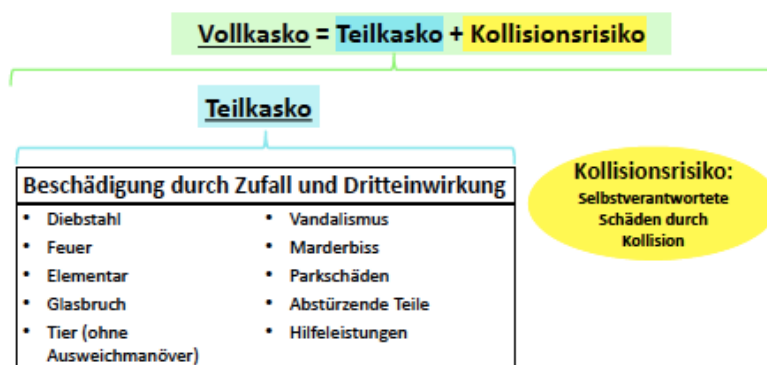 Vollkasko = Teilkasko + Kollisionsrisiko
Teilkasko
Beschädigung durch Zufall und Dritteinwirkung
• Diebstahl
• Feuer
• Elementar
• Glasbruch
• Tier (ohne
Ausweichmanöver)
• Vandalismus
• Marderbiss
• Parkschäden
• Abstürzende Teile
• Hilfeleistungen
Kollisionsrisiko:
Selbstverantwortete
Schäden durch
Kollision